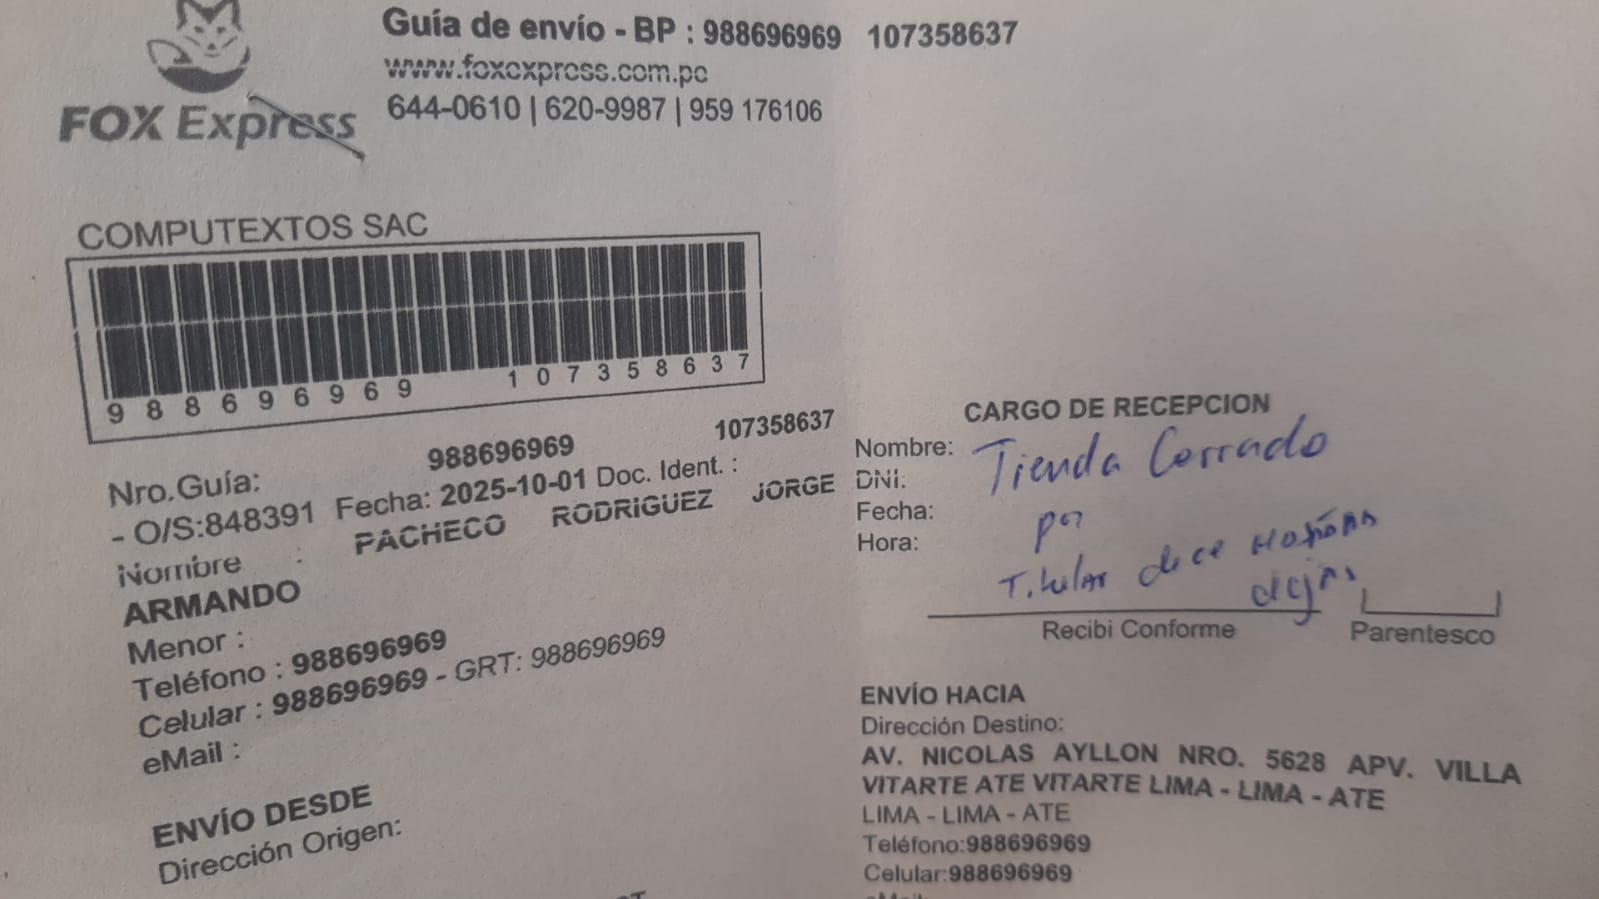 Guía de envío - BP : 988696969 107358637
www.foxexpress.com.pe
644-0610 | 620-9987 | 959 176106
FOX Express
COMPUTEXTOS SAC
988696969 107358637
Nro.Guía: 988696969 107358637
- O/S:848391 Fecha: 2025-10-01 Doc. Ident. :
Nombre : PACHECO RODRIGUEZ JORGE
ARMANDO
Menor :
Teléfono : 988696969
Celular : 988696969 - GRT: 988696969
eMail :
ENVÍO DESDE
Dirección Origen:
CARGO DE RECEPCION
Nombre: Tienda Cerrado
DNI:
Fecha: por
Hora:
Titular dice
Recibi Conforme Parentesco
ENVÍO HACIA
Dirección Destino:
AV. NICOLAS AYLLON NRO. 5628 APV. VILLA
VITARTE ATE VITARTE LIMA - LIMA - ATE
LIMA - LIMA - ATE
Teléfono:988696969
Celular:988696969